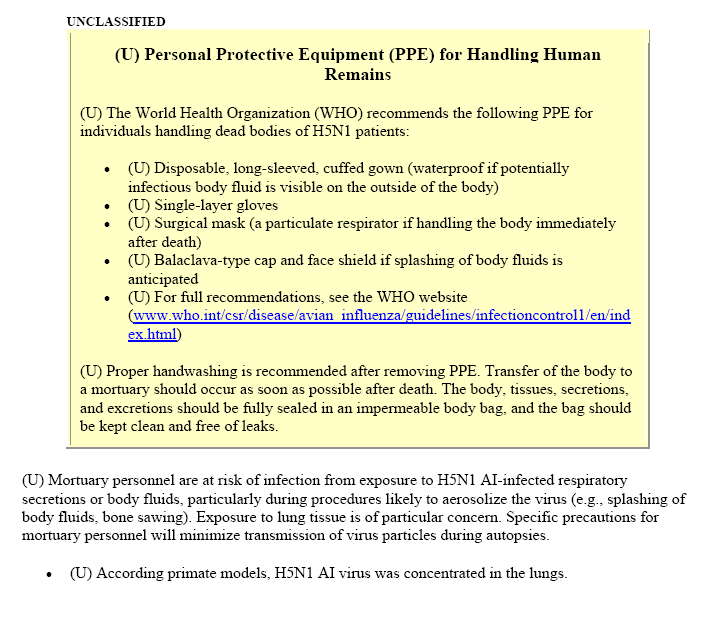 UNCLASSIFIED
(U) Personal Protective Equipment (PPE) for Handling Human
Remains
(U) The World Health Organization (WHO) recommends the following PPE for
individuals handling dead bodies of H5N1 patients:
• (U) Disposable, long-sleeved, cuffed gown (waterproof if potentially
infectious body fluid is visible on the outside of the body)
• (U) Single-layer gloves
• (U) Surgical mask (a particulate respirator if handling the body immediately
after death)
• (U) Balaclava-type cap and face shield if splashing of body fluids is
anticipated
• (U) For full recommendations, see the WHO website
(www.who.int/csr/disease/avian_influenza/guidelines/infectioncontrol1/en/ind
ex.html)
(U) Proper handwashing is recommended after removing PPE. Transfer of the body to
a mortuary should occur as soon as possible after death. The body, tissues, secretions,
and excretions should be fully sealed in an impermeable body bag, and the bag should
be kept clean and free of leaks.
(U) Mortuary personnel are at risk of infection from exposure to H5N1 AI-infected respiratory
secretions or body fluids, particularly during procedures likely to aerosolize the virus (e.g., splashing of
body fluids, bone sawing). Exposure to lung tissue is of particular concern. Specific precautions for
mortuary personnel will minimize transmission of virus particles during autopsies.
• (U) According primate models, H5N1 AI virus was concentrated in the lungs.